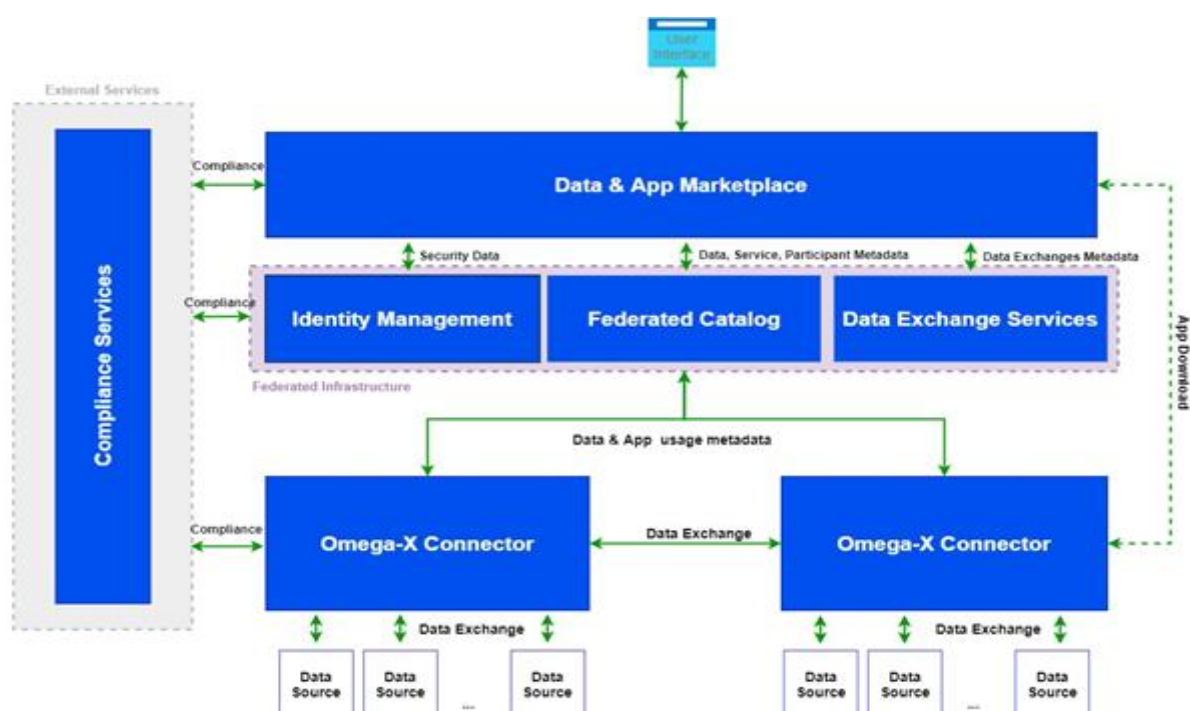 User
Interface
External Services
Compliance
Data & App Marketplace
Security Data
Data, Service, Participant Metadata
Data Exchanges Metadata
Compliance Services
Compliance
Identity Management
Federated Catalog
Data Exchange Services
App Download
Federated Infrastructure
Data & App usage metadata
Compliance
Omega-X Connector
Data Exchange
Omega-X Connector
Data Exchange
Data Exchange
Data
Source
Data
Source
...
Data
Source
Data
Source
Data
Source
...
Data
Source